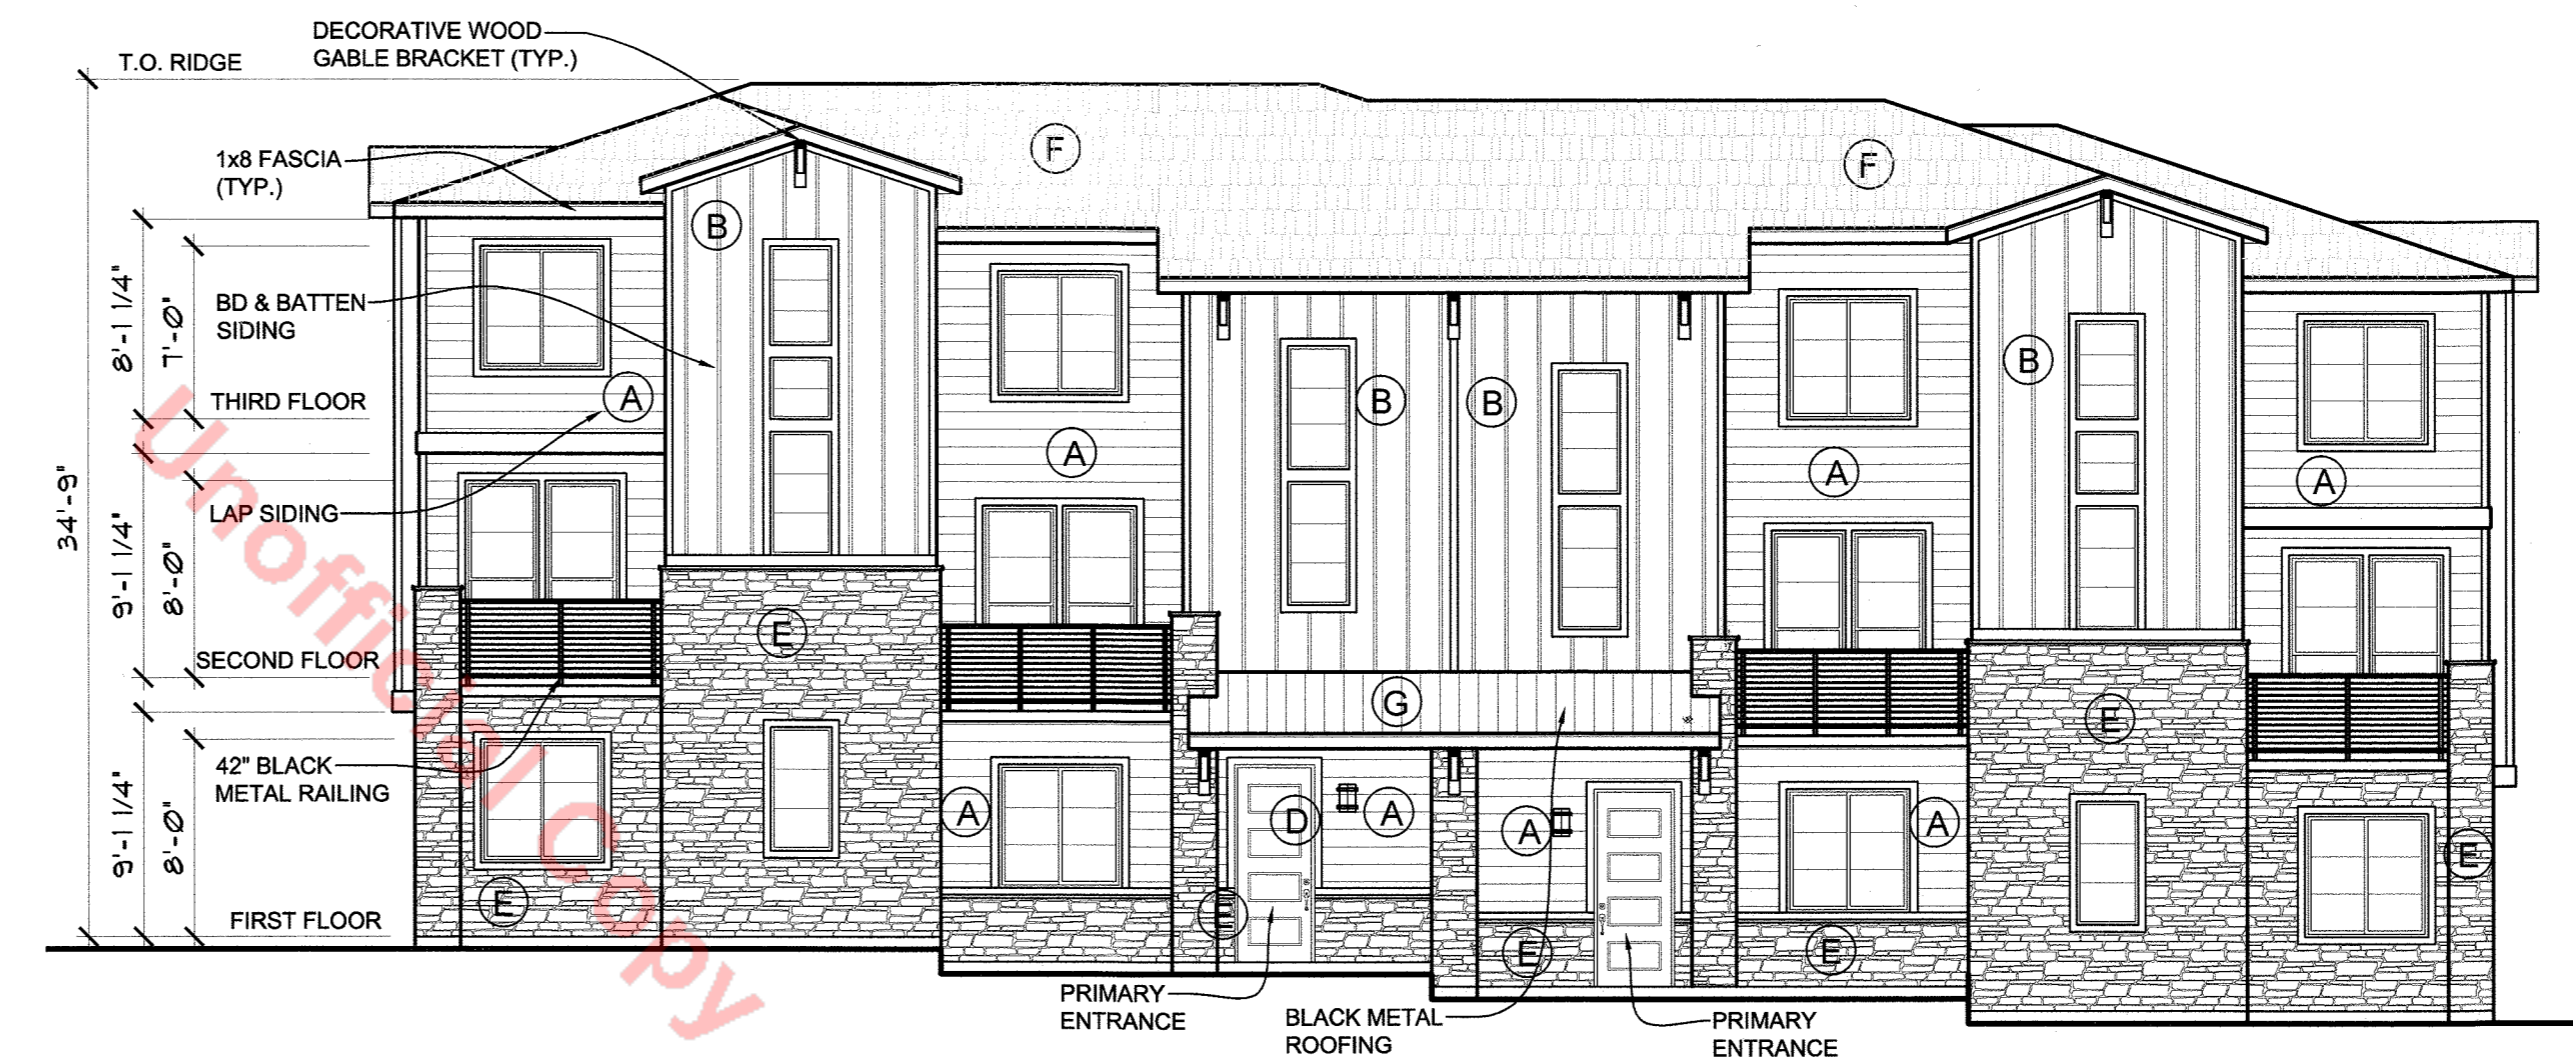 DECORATIVE WOOD
GABLE BRACKET (TYP.)
T.O. RIDGE
1x8 FASCIA
(TYP.)
F
F
B
8'-1 1/4"
7'-0"
BD & BATTEN
SIDING
B
THIRD FLOOR
A
B
B
A
A
A
34'-9"
LAP SIDING
9'-1 1/4"
8'-0"
E
SECOND FLOOR
G
E
42" BLACK
METAL RAILING
9'-1 1/4"
8'-0"
A
D
A
A
A
E
E
E
FIRST FLOOR
E
E
PRIMARY
ENTRANCE
BLACK METAL
ROOFING
PRIMARY
ENTRANCE
Unofficial Copy